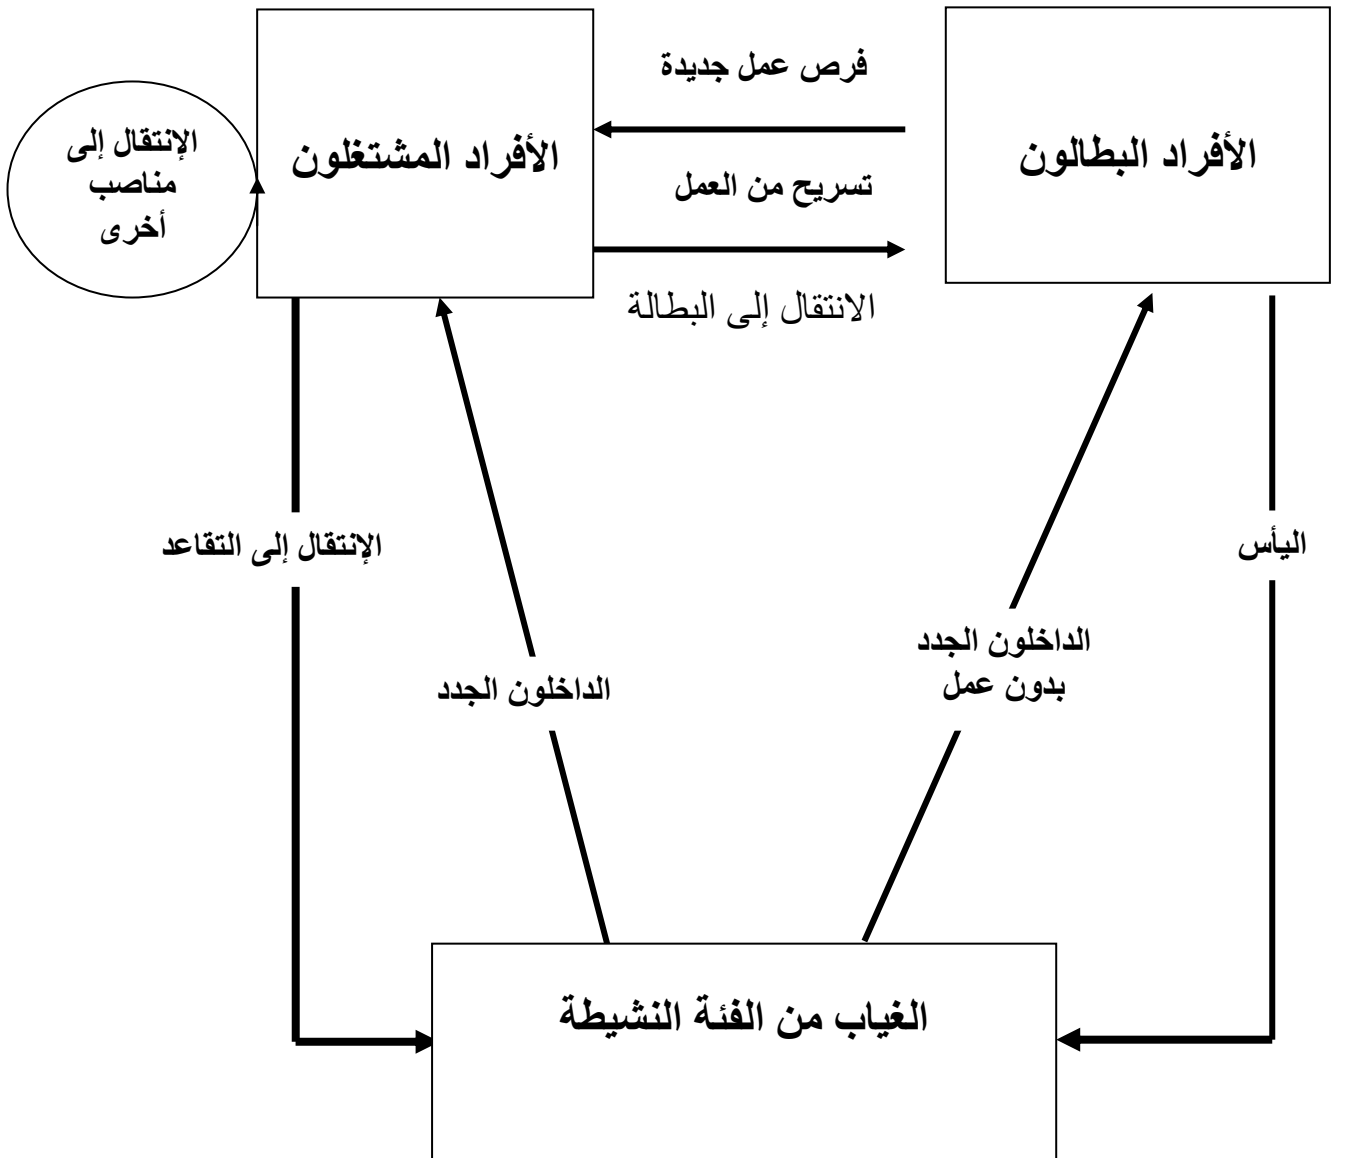 فرص عمل جديدة
الأفراد البطالون
الأفراد المشتغلون
الإنتقال إلى
مناصب
أخرى
تسريح من العمل
الانتقال إلى البطالة
اليأس
الإنتقال إلى التقاعد
الداخلون الجدد
بدون عمل
الداخلون الجدد
الغياب من الفئة النشيطة